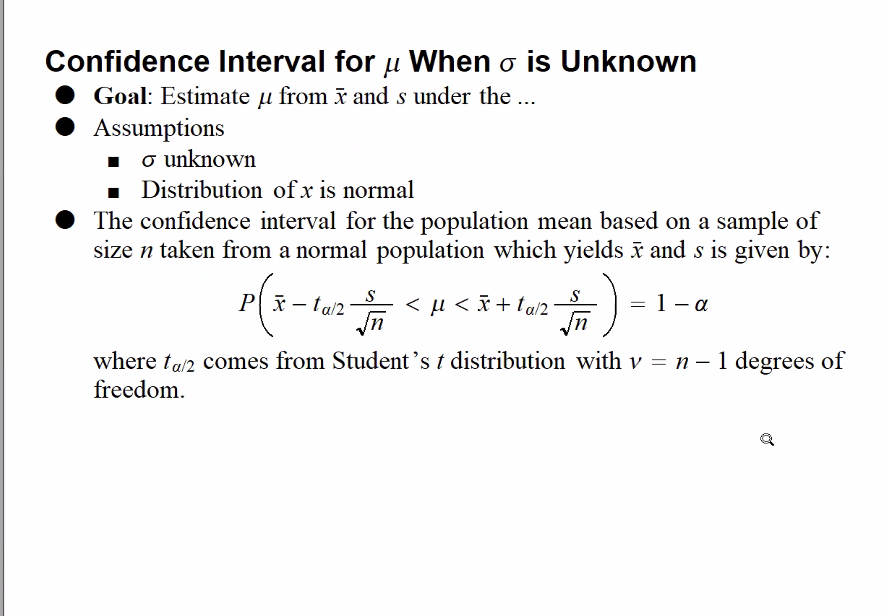 Confidence Interval for μ When σ is Unknown
● Goal: Estimate μ from x̄ and s under the ...
● Assumptions
■ σ unknown
■ Distribution of x is normal
● The confidence interval for the population mean based on a sample of
size n taken from a normal population which yields x̄ and s is given by:
P( x̄ − t_{α/2} s/√n < μ < x̄ + t_{α/2} s/√n ) = 1 − α
where t_{α/2} comes from Student's t distribution with ν = n − 1 degrees of
freedom.